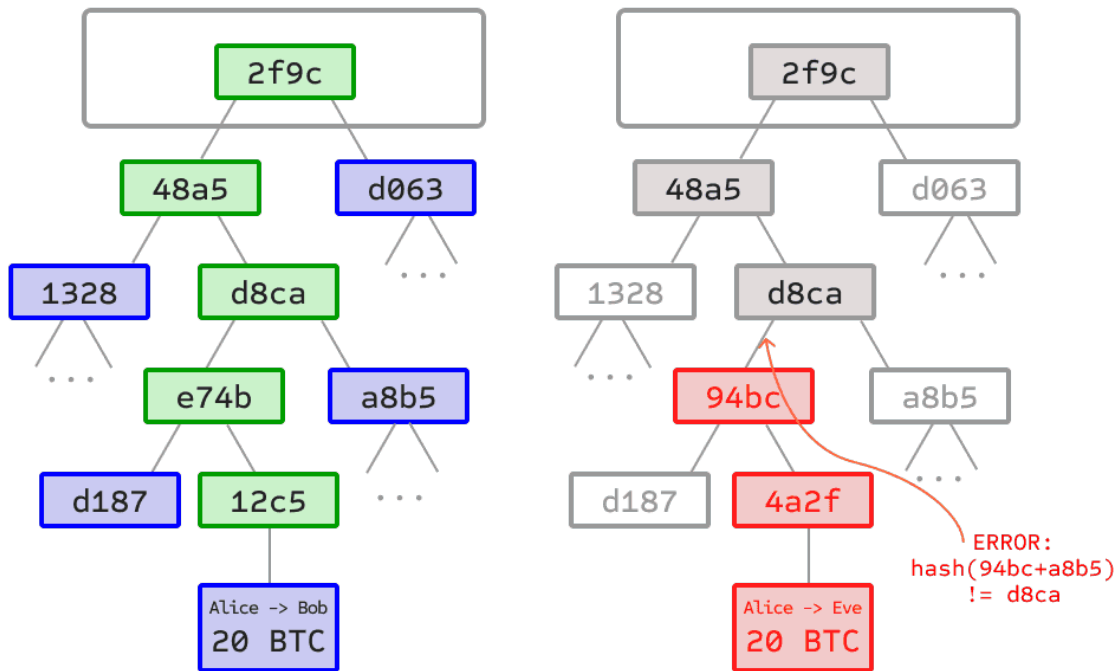 2f9c
48a5
d063
1328
d8ca
...
...
e74b
a8b5
d187
12c5
...
Alice -> Bob
20 BTC
2f9c
48a5
d063
1328
d8ca
...
...
94bc
a8b5
d187
4a2f
...
ERROR:
hash(94bc+a8b5)
!= d8ca
Alice -> Eve
20 BTC